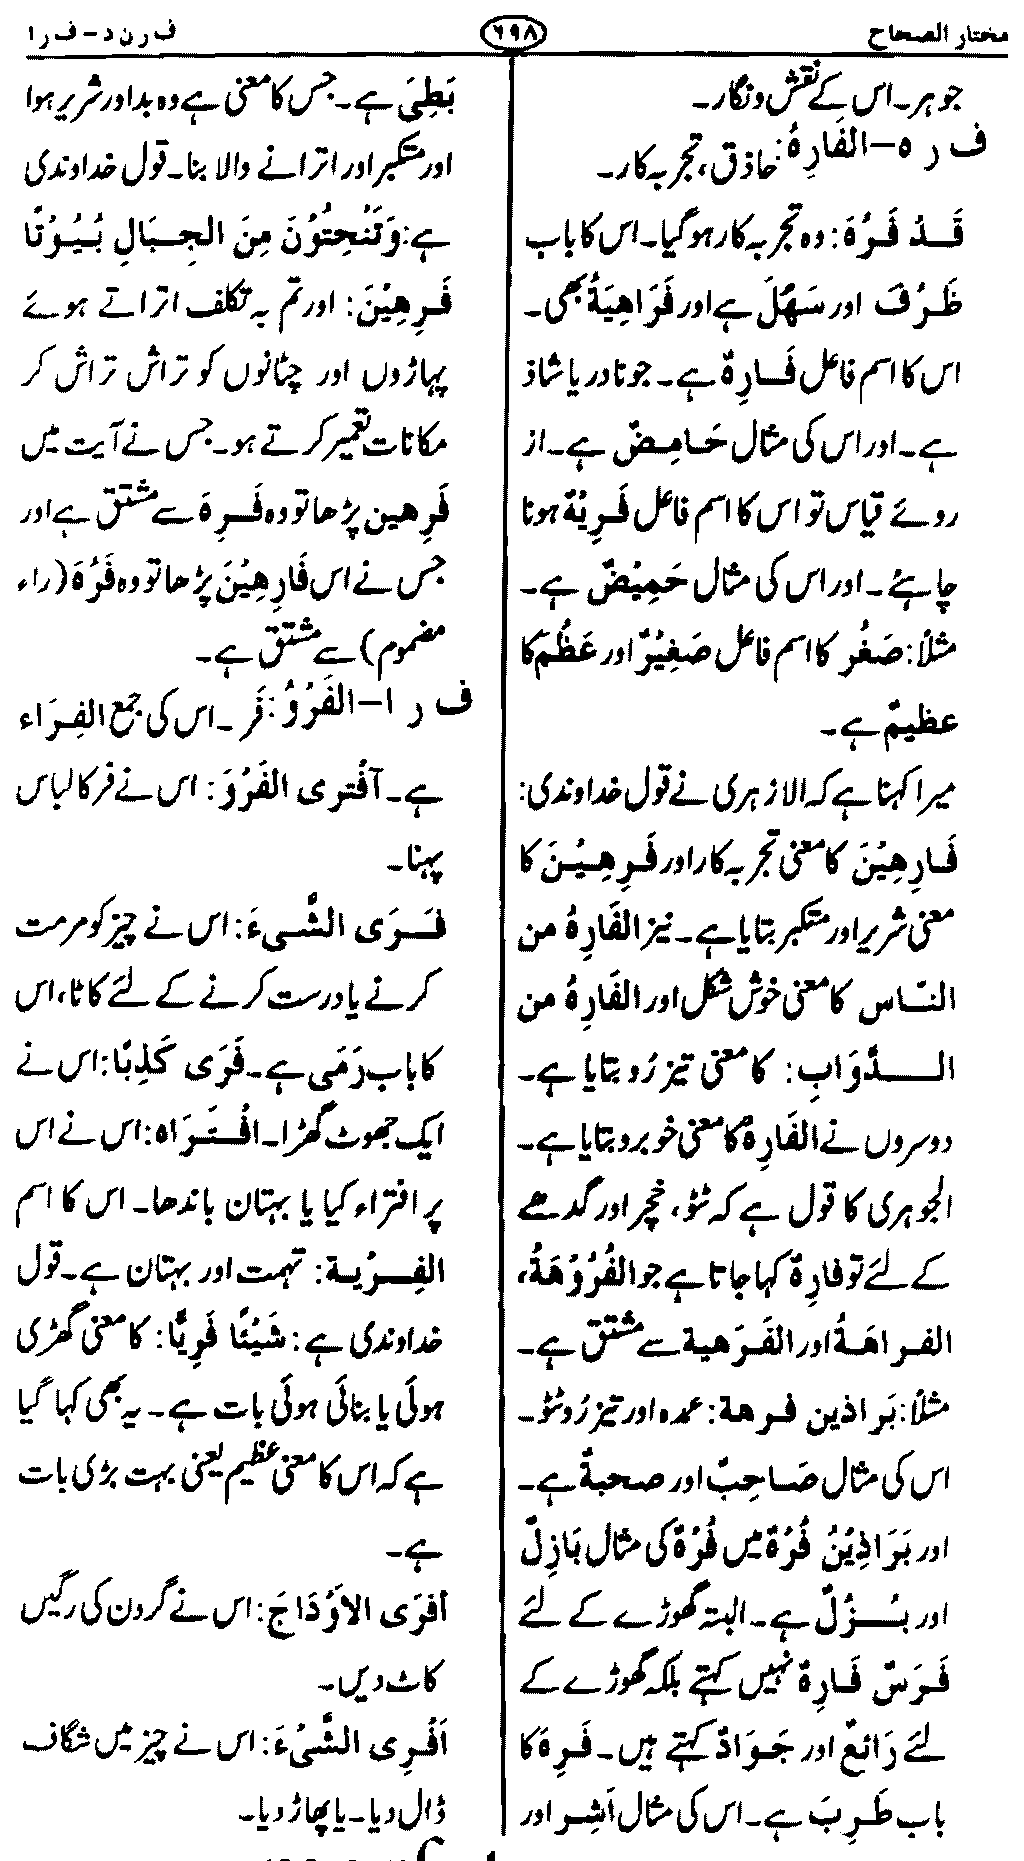 مختار الصحاح
٦٩٨
ف ر ن د – ف ر ا
جوہر۔ اس کے نقش ونگار۔
ف ر ہ – الفَارِهُ: حاذق، تجربہ کار۔
قَدْ فَرُهَ: وہ تجربہ کار ہو گیا۔ اس کا باب
ظَرُفَ اور سَهُلَ ہے اور فَرَاهِيَةُ بھی۔
اس کا اسم فاعل فَارِهٌ ہے۔ جو نادر یا شاذ
ہے۔ اور اس کی مثال حَامِضٌ ہے۔ از
روئے قیاس تو اس کا اسم فاعل فَرِيْهٌ ہونا
چاہئے۔ اور اس کی مثال حَمِيْضٌ ہے۔
مثلاً: صَغُر کا اسم فاعل صَغِيْرٌ اور عَظُمَ کا
عظیمٌ ہے۔
میرا کہنا ہے کہ الازہری نے قول خداوندی:
فَارِهِيْنَ کا معنی تجربہ کار اور فَرِهِيْنَ کا
معنی شریر اور متکبر بتایا ہے۔ نیز الفَارِهُ من
النّاس کا معنی خوش شکل اور الفَارِهُ من
الدَّوَابِ: کا معنی تیز رَو بتایا ہے۔
دوسروں نے الفَارِهٌ کا معنی خوبرو بتایا ہے۔
الجوہری کا قول ہے کہ ٹٹو، خچر اور گدھے
کے لئے تو فارِهٌ کہا جاتا ہے جو الفُرُوْهَةُ،
الفراهَةُ اور الفَرَهية سے مشتق ہے۔
مثلاً: بَراذین فرهة: عمدہ اور تیز رَو ٹٹو۔
اس کی مثال صَاحِبٌ اور صحبةٌ ہے۔
اور بَرَاذِيْنُ فُرْهٌ میں فُرْهٌ کی مثال بَازِلٌ
اور بُزُلٌ ہے۔ البتہ گھوڑے کے لئے
فَرَسٌ فَارِهٌ نہیں کہتے بلکہ گھوڑے کے
لئے رَائعٌ اور جَوَادٌ کہتے ہیں۔ فَرِهَ کا
باب طَرِبَ ہے۔ اس کی مثال اَشِر اور
بَطِیَ ہے۔ جس کا معنی ہے وہ بد اور شریر ہوا
اور متکبر اور اترانے والا بنا۔ قول خداوندی
ہے: وَتَنْحِتُوْنَ مِنَ الجِبَالِ بُيُوْتًا
فَرِهِيْنَ: اور تم بہ تکلف اتراتے ہوئے
پہاڑوں اور چٹانوں کو تراش تراش کر
مکانات تعمیر کرتے ہو۔ جس نے آیت میں
فَرِهين پڑھا تو وہ فَرِهَ سے مشتق ہے اور
جس نے اس فَارِهِيْنَ پڑھا تو وہ فَرُهَ (راء
مضموم) سے مشتق ہے۔
ف ر ا – الفَرْوُ: فَر۔ اس کی جمع الفِرَاء
ہے۔ آفْتری الفَرْوَ: اس نے فر کا لباس
پہنا۔
فَرَی الشَّیءَ: اس نے چیز کو مرمت
کرنے یا درست کرنے کے لئے کاٹا، اس
کا باب رَمَی ہے۔ فَرَی کَذِبًا: اس نے
ایک جھوٹ گھڑا۔ افْتَرَاہ: اس نے اس
پر افتراء کیا یا بہتان باندھا۔ اس کا اسم
الفِرْیة: تہمت اور بہتان ہے۔ قول
خداوندی ہے: شَيْئًا فَرِيًّا: کا معنی گھڑی
ہوئی یا بنائی ہوئی بات ہے۔ یہ بھی کہا گیا
ہے کہ اس کا معنی عظیم یعنی بہت بڑی بات
ہے۔
اَفرَی الاَوْدَاجَ: اس نے گردن کی رگیں
کاٹ دیں۔
اَفْرِی الشَّیْءَ: اس نے چیز میں شگاف
ڈال دیا۔ یا پھاڑ دیا۔